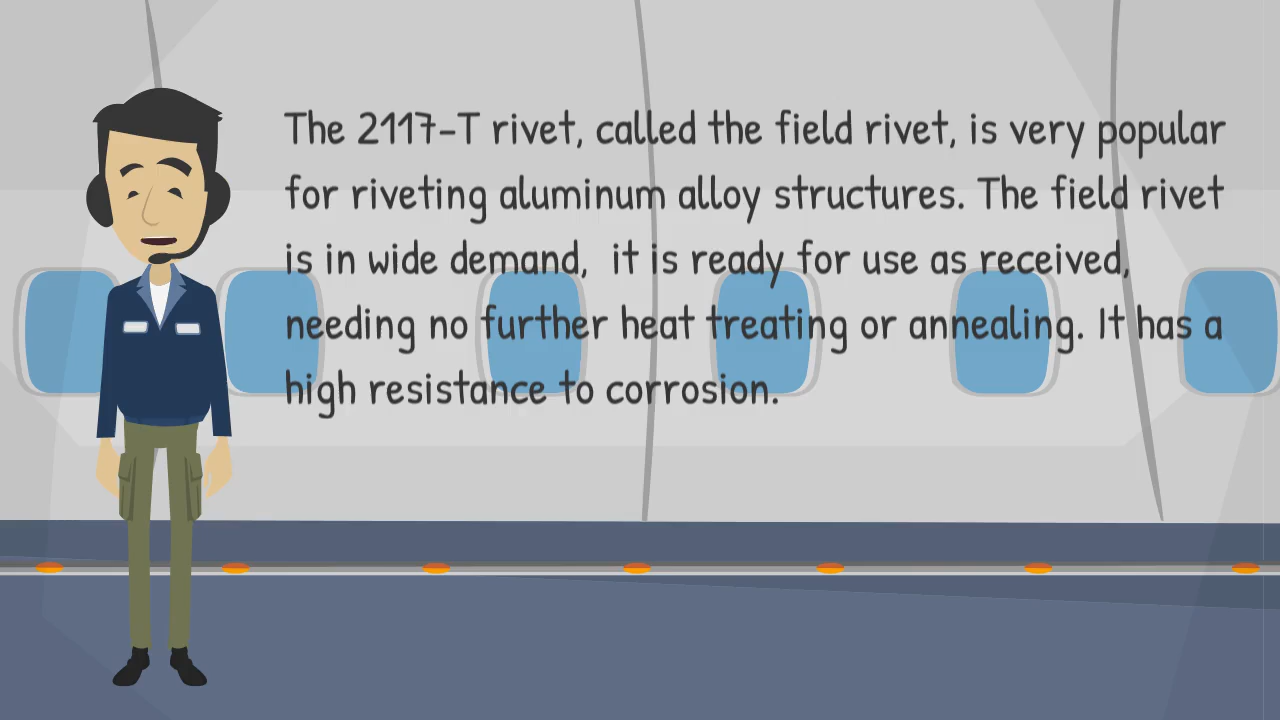 The 2117-T rivet, called the field rivet, is very popular
for riveting aluminum alloy structures. The field rivet
is in wide demand,  it is ready for use as received,
needing no further heat treating or annealing. It has a
high resistance to corrosion.